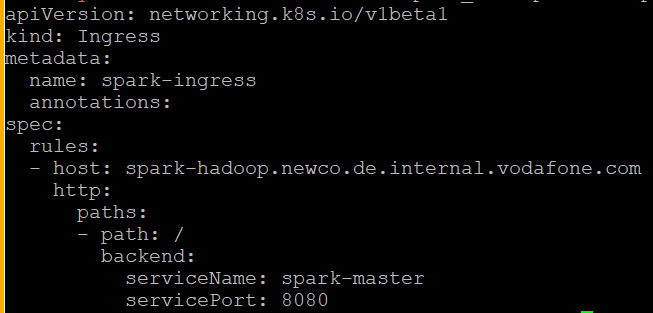 apiVersion: networking.k8s.io/v1beta1
kind: Ingress
metadata:
  name: spark-ingress
  annotations:
spec:
  rules:
  - host: spark-hadoop.newco.de.internal.vodafone.com
    http:
      paths:
      - path: /
        backend:
          serviceName: spark-master
          servicePort: 8080